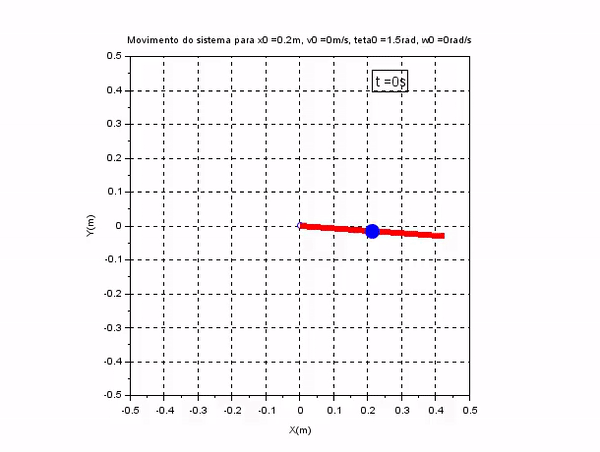 Movimento do sistema para x0 =0.2m, v0 =0m/s, teta0 =1.5rad, w0 =0rad/s
t =0s
0.5
0.4
0.3
0.2
0.1
0
-0.1
-0.2
-0.3
-0.4
-0.5
Y(m)
-0.5 -0.4 -0.3 -0.2 -0.1 0 0.1 0.2 0.3 0.4 0.5
X(m)